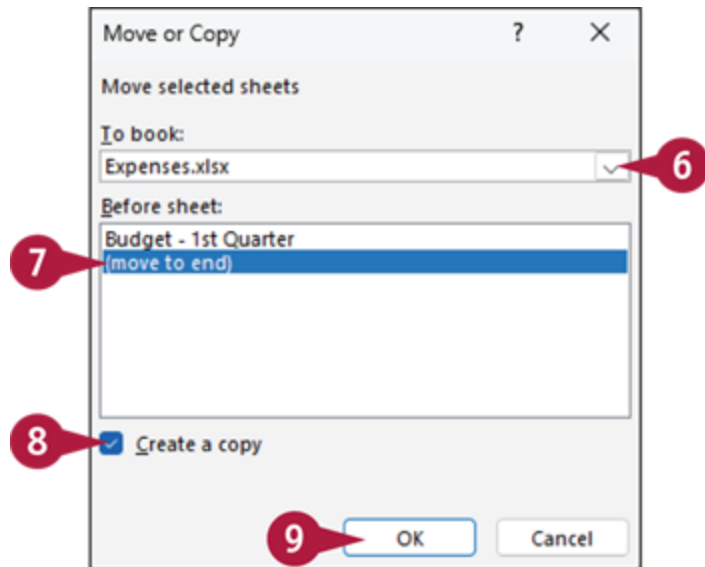 Move or Copy ? ×
Move selected sheets
To book:
Expenses.xlsx
6
Before sheet:
Budget - 1st Quarter
7
(move to end)
8
Create a copy
9
OK
Cancel